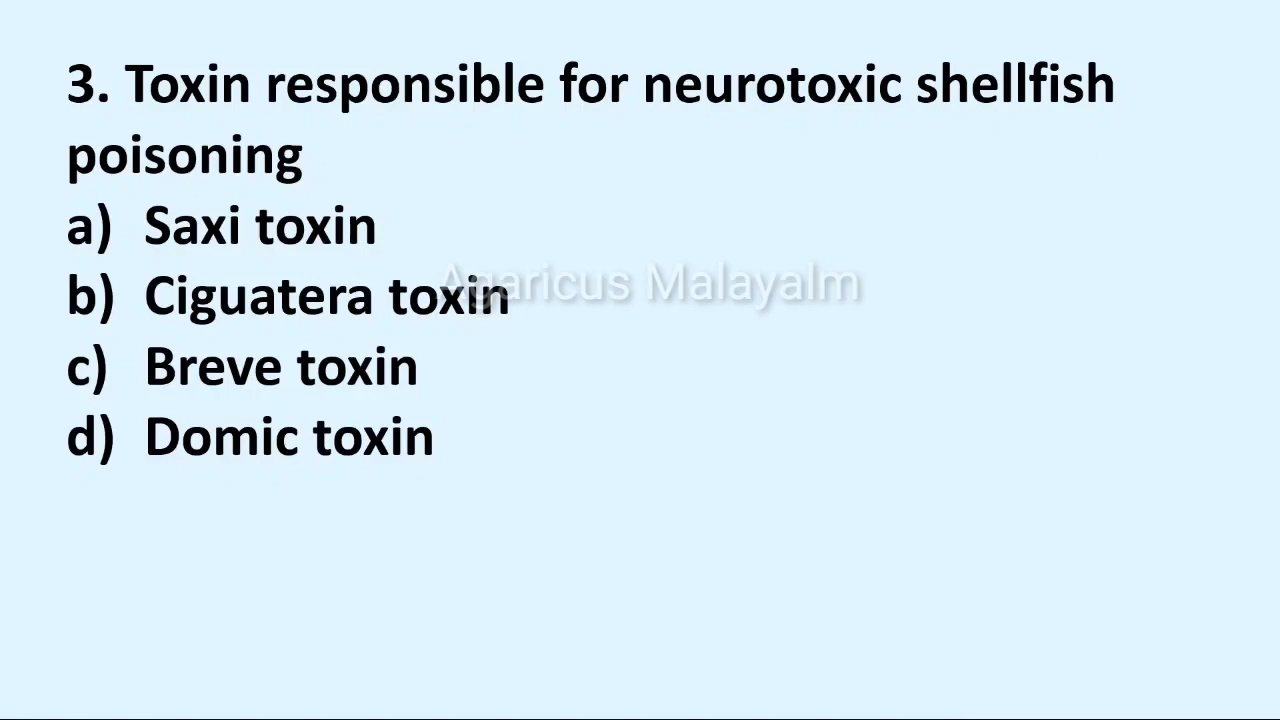 3. Toxin responsible for neurotoxic shellfish
poisoning
a) Saxi toxin
b) Ciguatera toxin
Agaricus Malayalm
c) Breve toxin
d) Domic toxin